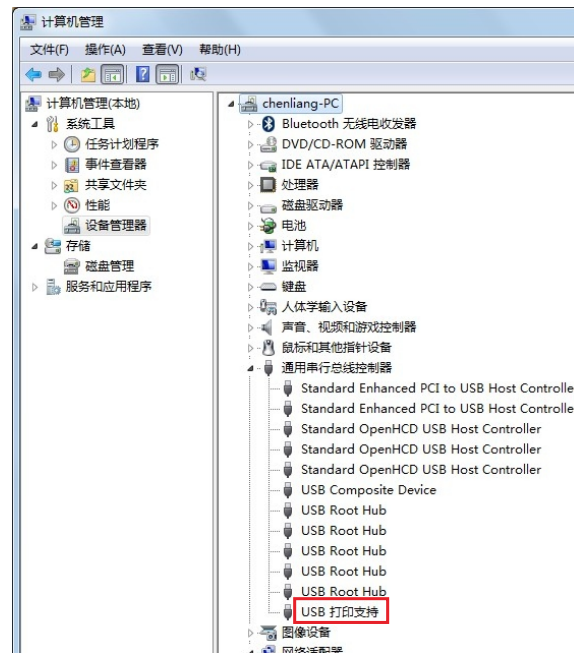 计算机管理
文件(F) 操作(A) 查看(V) 帮助(H)
计算机管理(本地)
系统工具
任务计划程序
事件查看器
共享文件夹
性能
设备管理器
存储
磁盘管理
服务和应用程序
chenliang-PC
Bluetooth 无线电收发器
DVD/CD-ROM 驱动器
IDE ATA/ATAPI 控制器
处理器
磁盘驱动器
电池
计算机
监视器
键盘
人体学输入设备
声音、视频和游戏控制器
鼠标和其他指针设备
通用串行总线控制器
Standard Enhanced PCI to USB Host Controlle
Standard Enhanced PCI to USB Host Controlle
Standard OpenHCD USB Host Controller
Standard OpenHCD USB Host Controller
Standard OpenHCD USB Host Controller
USB Composite Device
USB Root Hub
USB Root Hub
USB Root Hub
USB Root Hub
USB Root Hub
USB 打印支持
图像设备
网络适配器